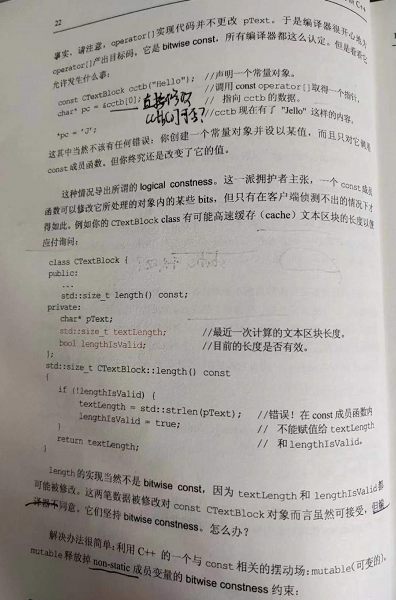 22
事实. 请注意, operator[]实现代码并不更改 pText。于是编译器很开心地为
operator[]产出目标码。它是 bitwise const, 所有编译器都这么认定。但是看看它
允许发生什么事:
const CTextBlock cctb("Hello"); //声明一个常量对象。
char* pc = &cctb[0]; //调用 const operator[]取得一个指针,
// 指向 cctb 的数据。
*pc = 'J'; //cctb 现在有了 "Jello" 这样的内容。
这其中当然不该有任何错误: 你创建一个常量对象并设以某值, 而且只对它调用
const 成员函数。但你终究还是改变了它的值。
这种情况导出所谓的 logical constness。这一派拥护者主张, 一个 const 成员
函数可以修改它所处理的对象内的某些 bits, 但只有在客户端侦测不出的情况下才
得如此。例如你的 CTextBlock class 有可能高速缓存 (cache) 文本区块的长度以便
应付询问:
class CTextBlock {
public:
...
std::size_t length() const;
private:
char* pText;
std::size_t textLength; //最近一次计算的文本区块长度。
bool lengthIsValid; //目前的长度是否有效。
};
std::size_t CTextBlock::length() const
{
if (!lengthIsValid) {
textLength = std::strlen(pText); //错误! 在 const 成员函数内
lengthIsValid = true; // 不能赋值给 textLength
} // 和 lengthIsValid。
return textLength;
}
length 的实现当然不是 bitwise const, 因为 textLength 和 lengthIsValid 都
可能被修改。这两笔数据被修改对 const CTextBlock 对象而言虽然可接受, 但编
译器不同意。它们坚持 bitwise constness。怎么办?
解决办法很简单: 利用 C++ 的一个与 const 相关的摆动场: mutable(可变的)。
mutable 释放掉 non-static 成员变量的 bitwise constness 约束: